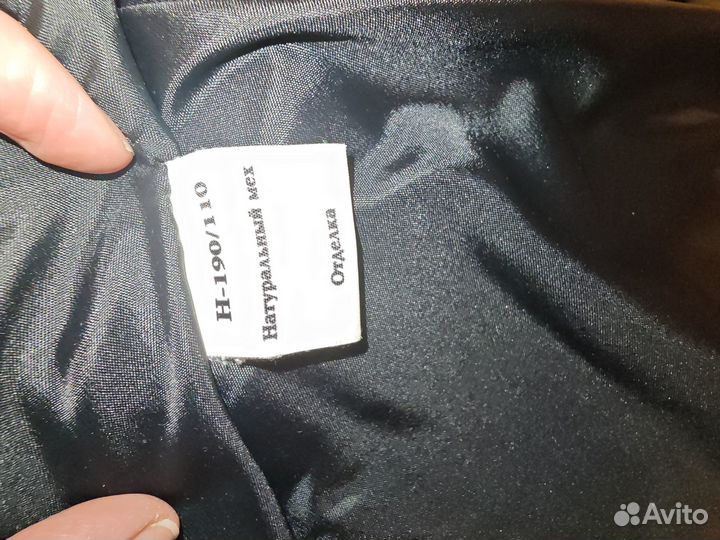 Н-190/110
Натуральный мех
Отделка
Avito